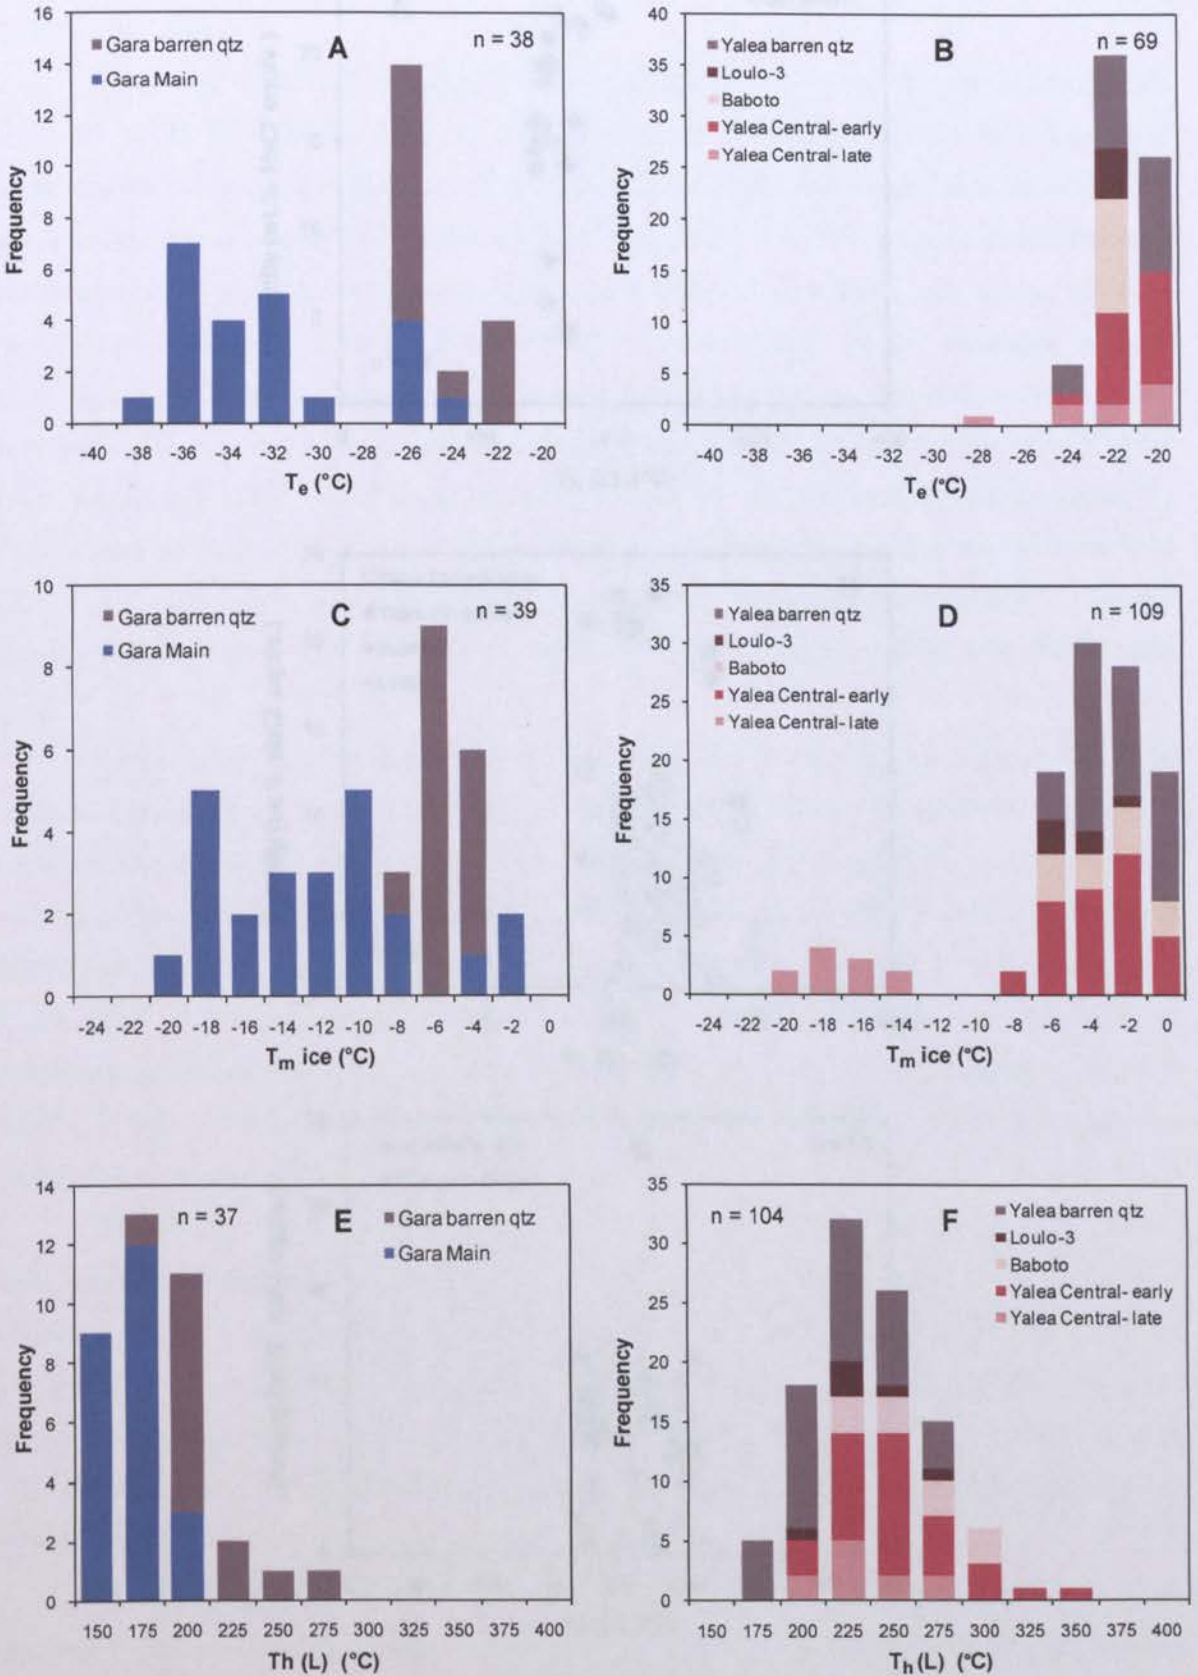 Gara barren qtz
Gara Main
A
n = 38
Frequency
16
14
12
10
8
6
4
2
0
-40 -38 -36 -34 -32 -30 -28 -26 -24 -22 -20
Te (°C)
Yalea barren qtz
Loulo-3
Baboto
Yalea Central- early
Yalea Central- late
B
n = 69
Frequency
40
35
30
25
20
15
10
5
0
-40 -38 -36 -34 -32 -30 -28 -26 -24 -22 -20
Te (°C)
Gara barren qtz
Gara Main
C
n = 39
Frequency
10
8
6
4
2
0
-24 -22 -20 -18 -16 -14 -12 -10 -8 -6 -4 -2 0
Tm ice (°C)
Yalea barren qtz
Loulo-3
Baboto
Yalea Central- early
Yalea Central- late
D
n = 109
Frequency
35
30
25
20
15
10
5
0
-24 -22 -20 -18 -16 -14 -12 -10 -8 -6 -4 -2 0
Tm ice (°C)
n = 37
E
Gara barren qtz
Gara Main
Frequency
14
12
10
8
6
4
2
0
150 175 200 225 250 275 300 325 350 375 400
Th (L) (°C)
n = 104
F
Yalea barren qtz
Loulo-3
Baboto
Yalea Central- early
Yalea Central- late
Frequency
35
30
25
20
15
10
5
0
150 175 200 225 250 275 300 325 350 375 400
Th (L) (°C)